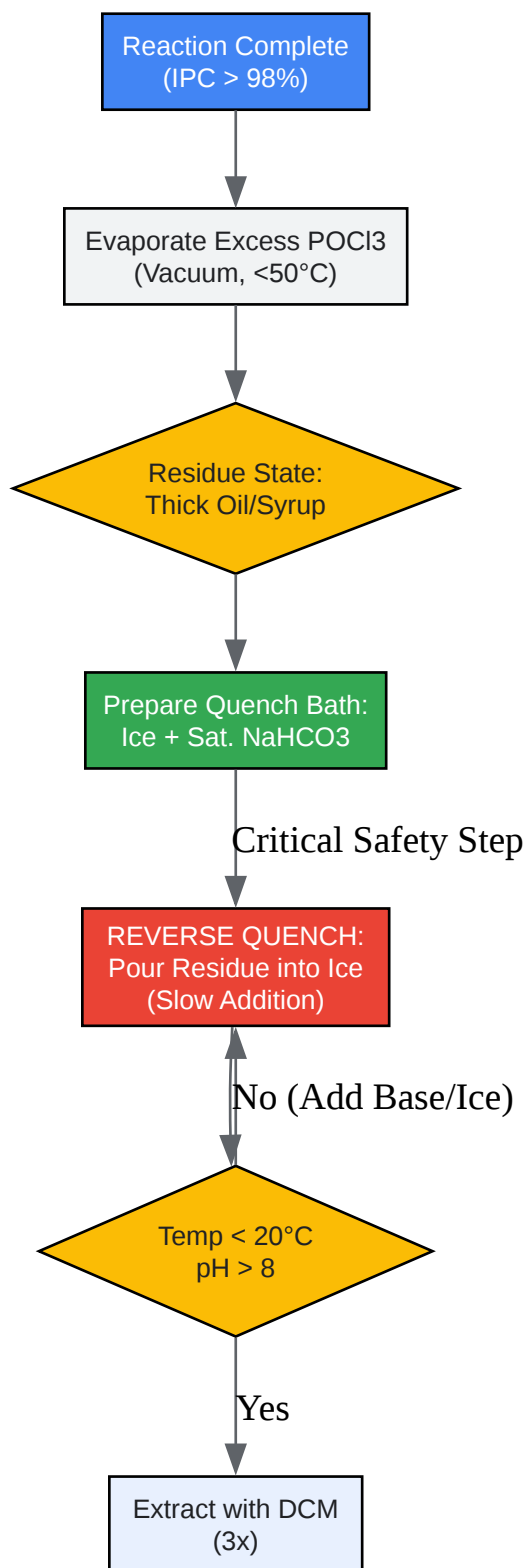 Reaction Complete
(IPC > 98%)
Evaporate Excess POCl3
(Vacuum, <50°C)
Residue State:
Thick Oil/Syrup
Prepare Quench Bath:
Ice + Sat. NaHCO3
Critical Safety Step
REVERSE QUENCH:
Pour Residue into Ice
(Slow Addition)
No (Add Base/Ice)
Temp < 20°C
pH > 8
Yes
Extract with DCM
(3x)